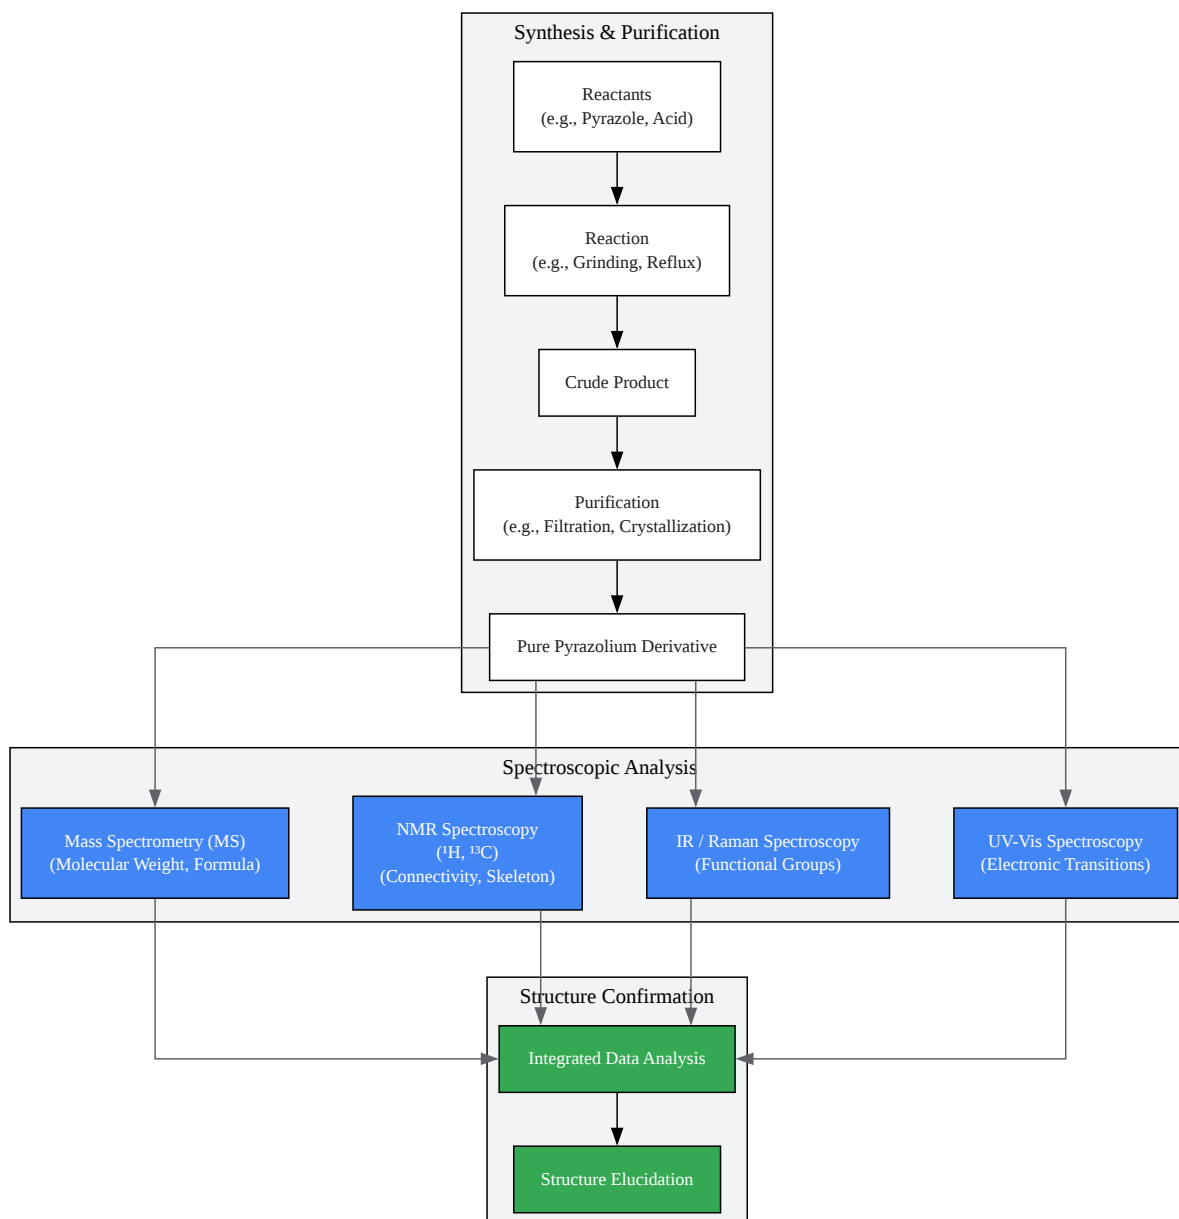 Synthesis & Purification
Reactants
(e.g., Pyrazole, Acid)
Reaction
(e.g., Grinding, Reflux)
Crude Product
Purification
(e.g., Filtration, Crystallization)
Pure Pyrazolium Derivative
Spectroscopic Analysis
Mass Spectrometry (MS)
(Molecular Weight, Formula)
NMR Spectroscopy
(¹H, ¹³C)
(Connectivity, Skeleton)
IR / Raman Spectroscopy
(Functional Groups)
UV-Vis Spectroscopy
(Electronic Transitions)
Structure Confirmation
Integrated Data Analysis
Structure Elucidation